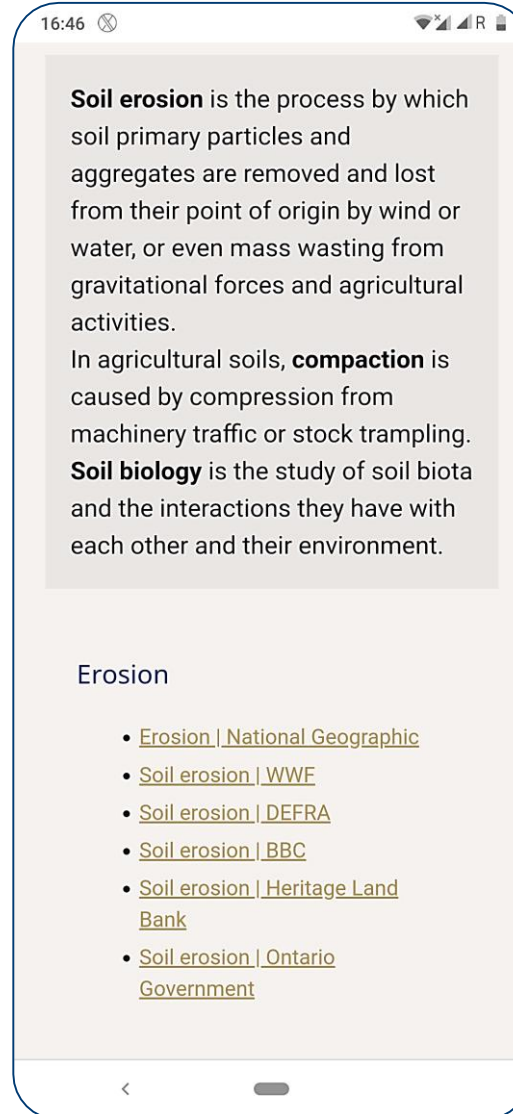 16:46
R
Soil erosion is the process by which
soil primary particles and
aggregates are removed and lost
from their point of origin by wind or
water, or even mass wasting from
gravitational forces and agricultural
activities.
In agricultural soils, compaction is
caused by compression from
machinery traffic or stock trampling.
Soil biology is the study of soil biota
and the interactions they have with
each other and their environment.
Erosion
• Erosion | National Geographic
• Soil erosion | WWF
• Soil erosion | DEFRA
• Soil erosion | BBC
• Soil erosion | Heritage Land
Bank
• Soil erosion | Ontario
Government